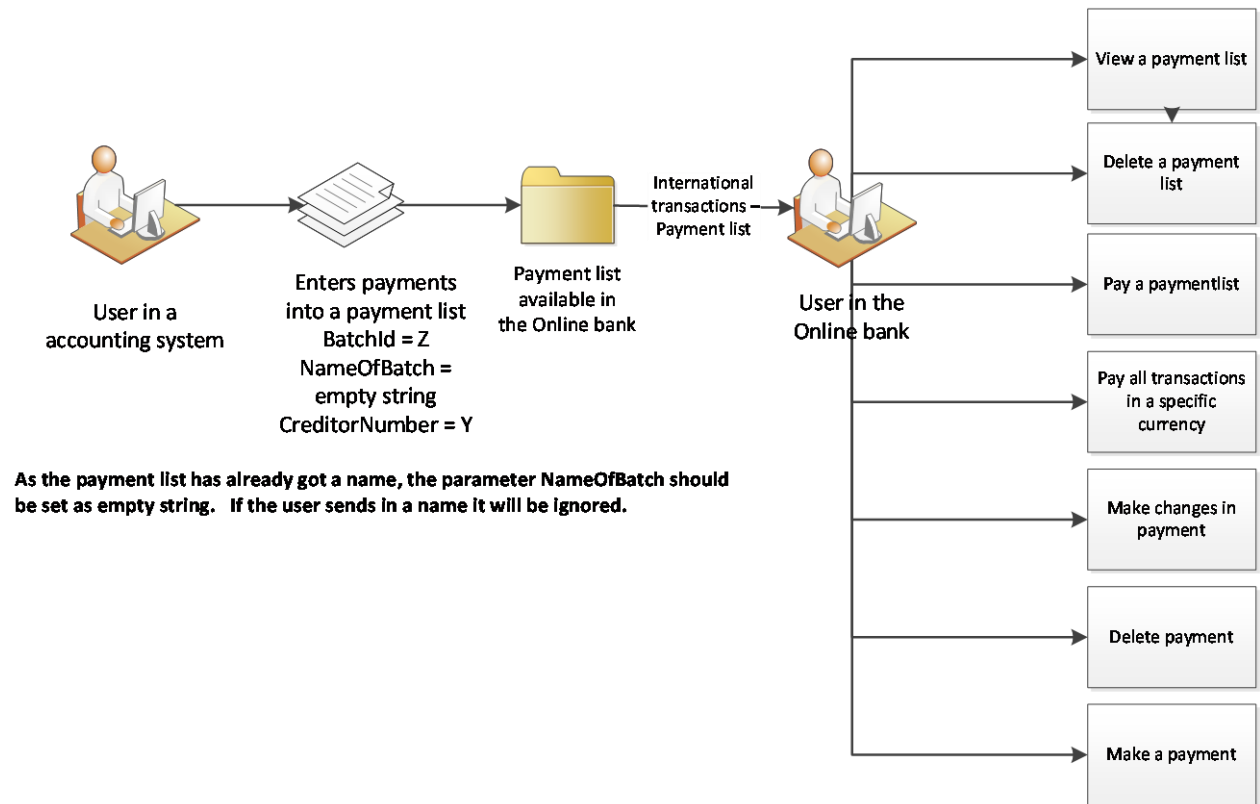 User in a
accounting system
Enters payments
into a payment list
BatchId = Z
NameOfBatch =
empty string
CreditorNumber = Y
Payment list
available in
the Online bank
International
transactions –
Payment list
User in the
Online bank
View a payment list
Delete a payment
list
Pay a paymentlist
Pay all transactions
in a specific
currency
Make changes in
payment
Delete payment
Make a payment
As the payment list has already got a name, the parameter NameOfBatch should
be set as empty string. If the user sends in a name it will be ignored.